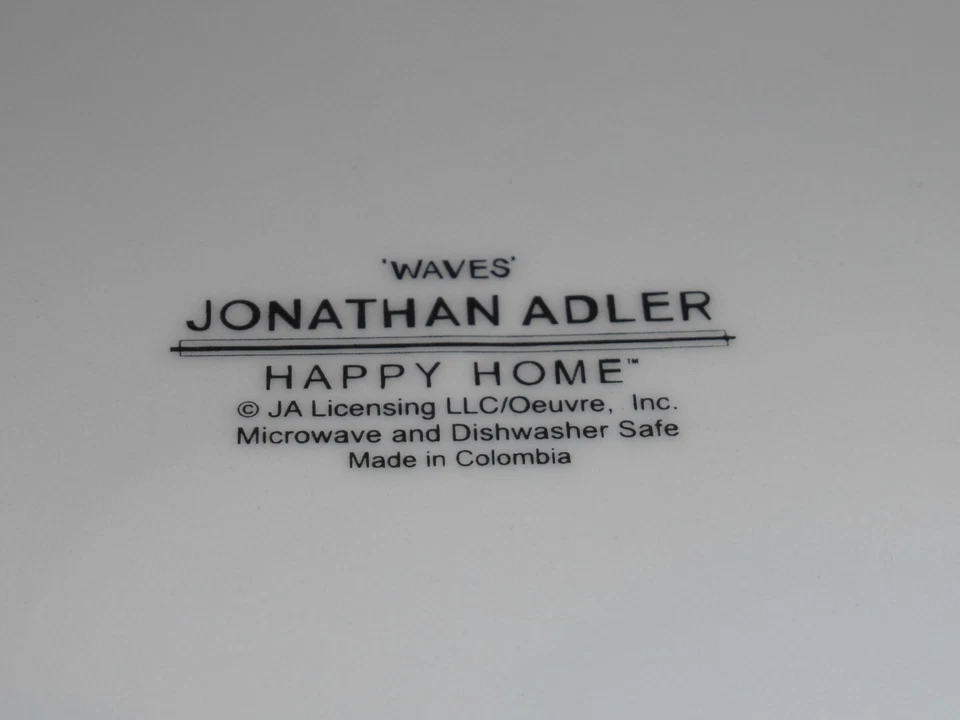 'WAVES'
JONATHAN ADLER
HAPPY HOME™
© JA Licensing LLC/Oeuvre, Inc.
Microwave and Dishwasher Safe
Made in Colombia